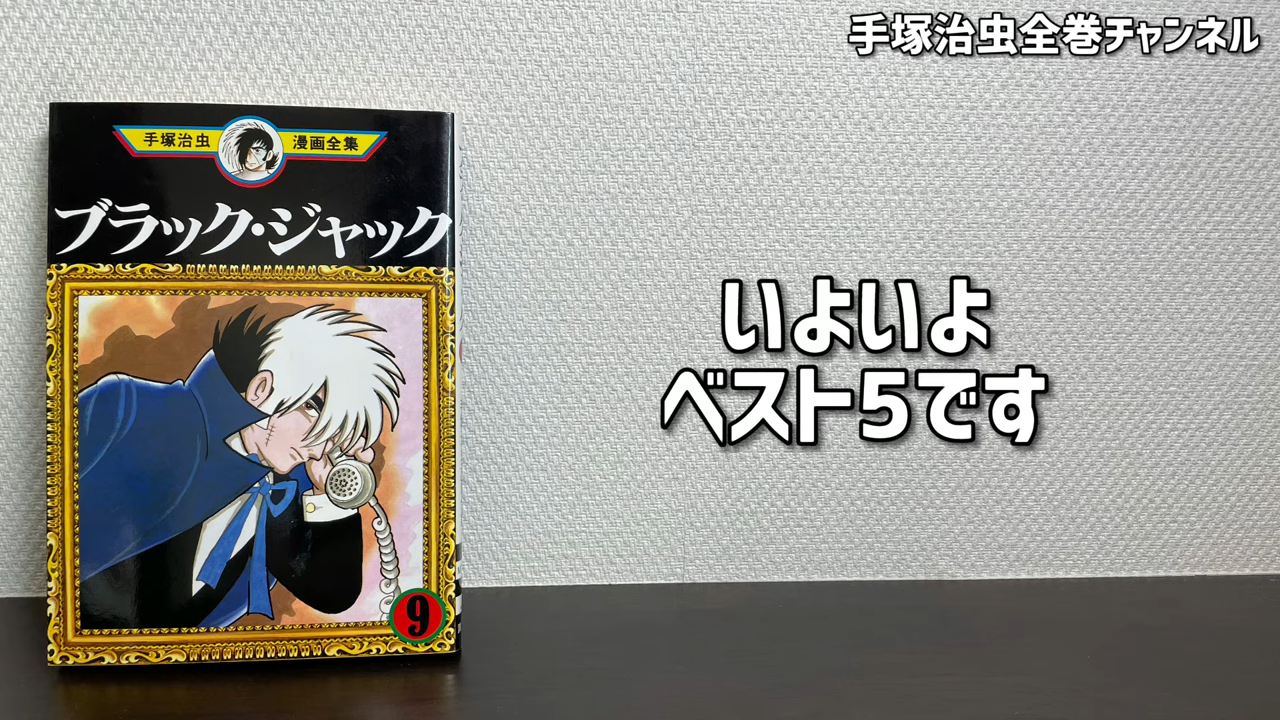 手塚治虫全巻チャンネル
手塚治虫 漫画全集
ブラック・ジャック
いよいよ
ベスト5です
9